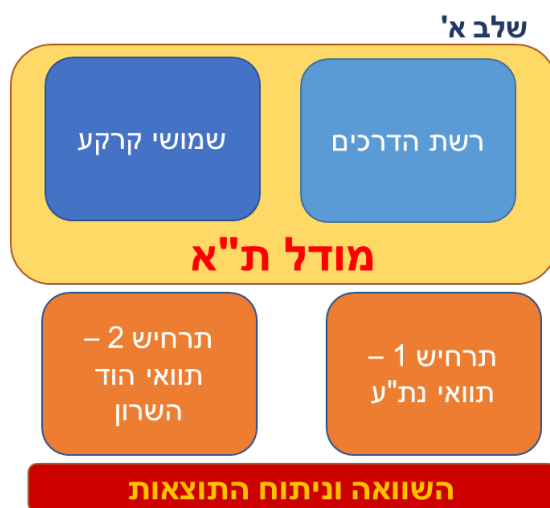 שלב א'
רשת הדרכים
שמושי קרקע
מודל ת"א
תרחיש 1 –
תוואי נת"ע
תרחיש 2 –
תוואי הוד
השרון
השוואה וניתוח התוצאות